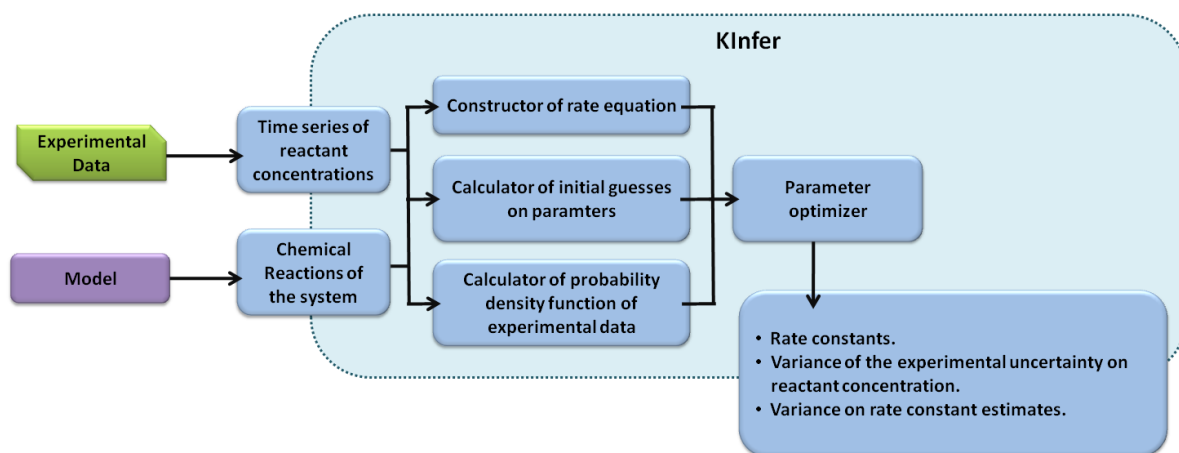 KInfer
Experimental
Data
Time series of
reactant
concentrations
Constructor of rate equation
Calculator of initial guesses
on paramters
Parameter
optimizer
Model
Chemical
Reactions of
the system
Calculator of probability
density function of
experimental data
• Rate constants.
• Variance of the experimental uncertainty on
reactant concentration.
• Variance on rate constant estimates.